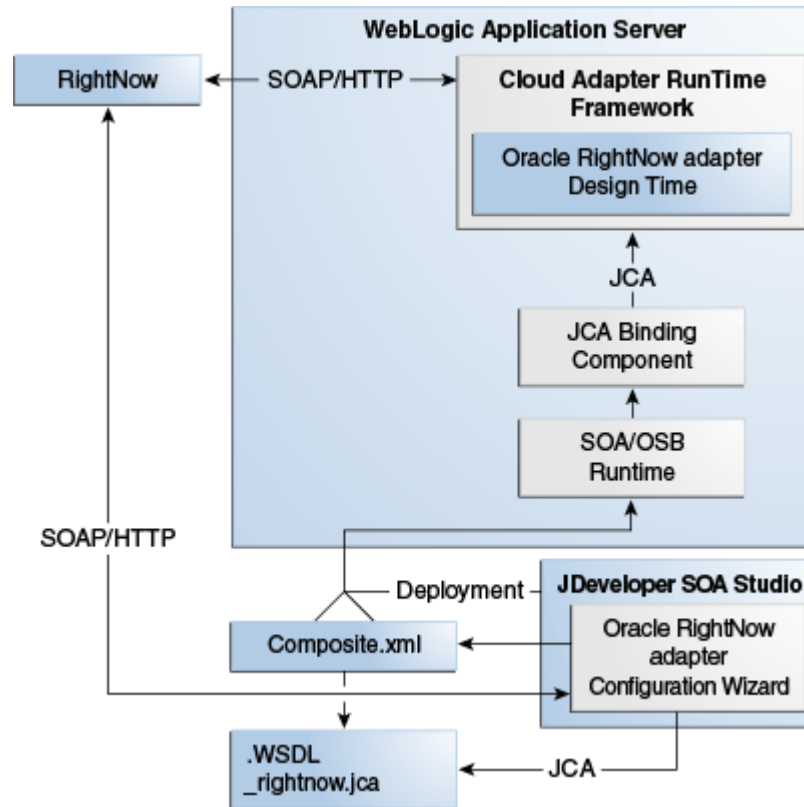 WebLogic Application Server
RightNow
SOAP/HTTP
Cloud Adapter RunTime
Framework
Oracle RightNow adapter
Design Time
JCA
JCA Binding
Component
SOA/OSB
Runtime
SOAP/HTTP
Deployment
JDeveloper SOA Studio
Composite.xml
Oracle RightNow
adapter
Configuration Wizard
.WSDL
_rightnow.jca
JCA